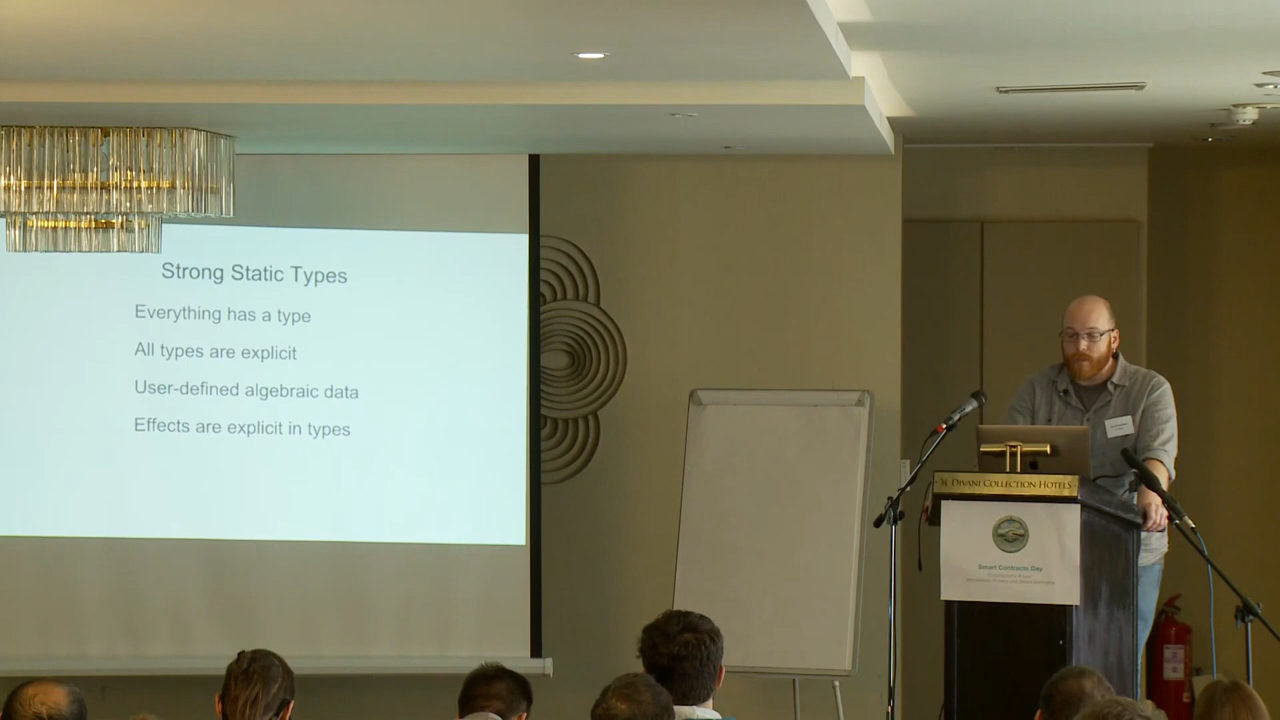 Strong Static Types
Everything has a type
All types are explicit
User-defined algebraic data
Effects are explicit in types
DIVANI COLLECTION HOTELS
Smart Contracts Day